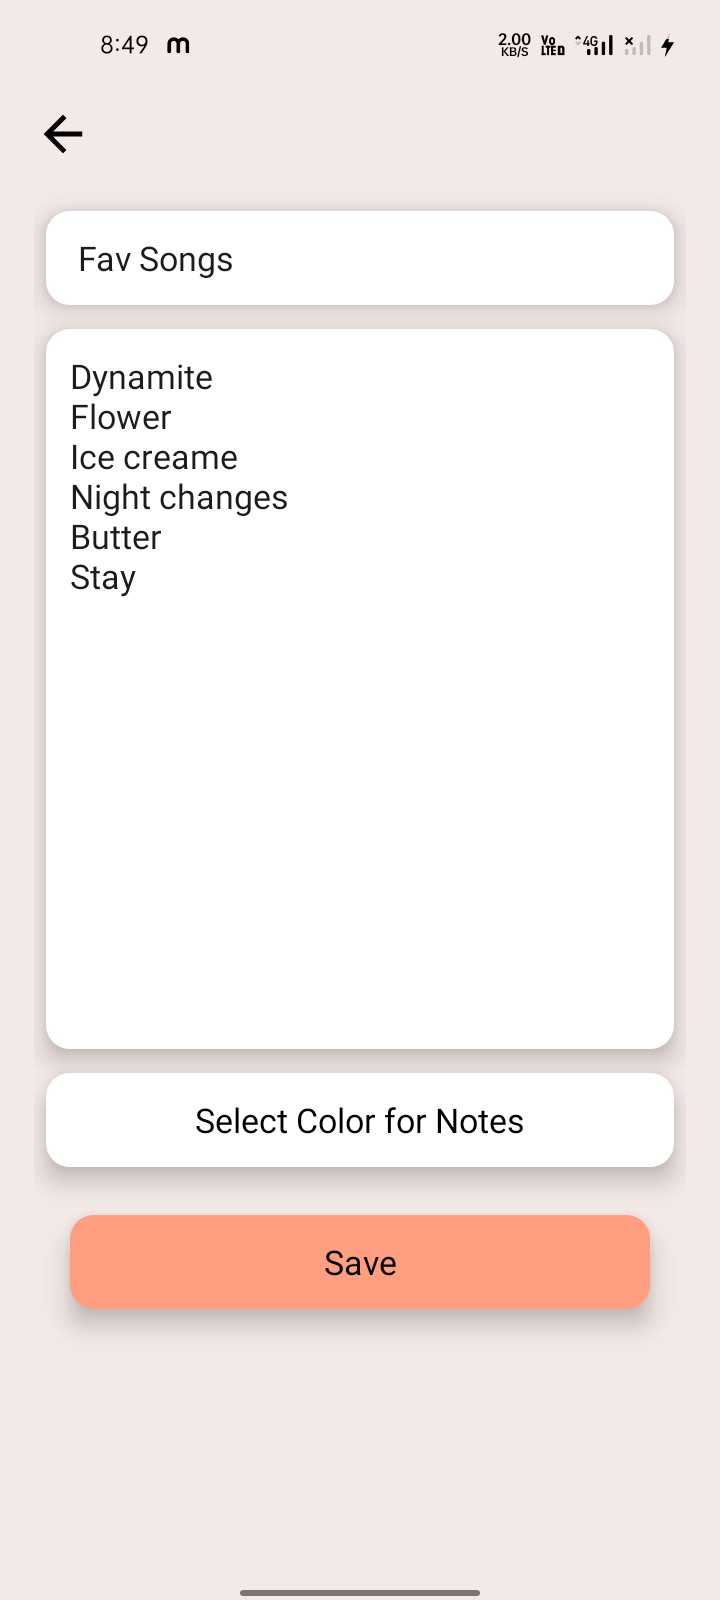 8:49 m 2.00 KB/S Vo LTED 4G
Fav Songs
Dynamite
Flower
Ice creame
Night changes
Butter
Stay
Select Color for Notes
Save